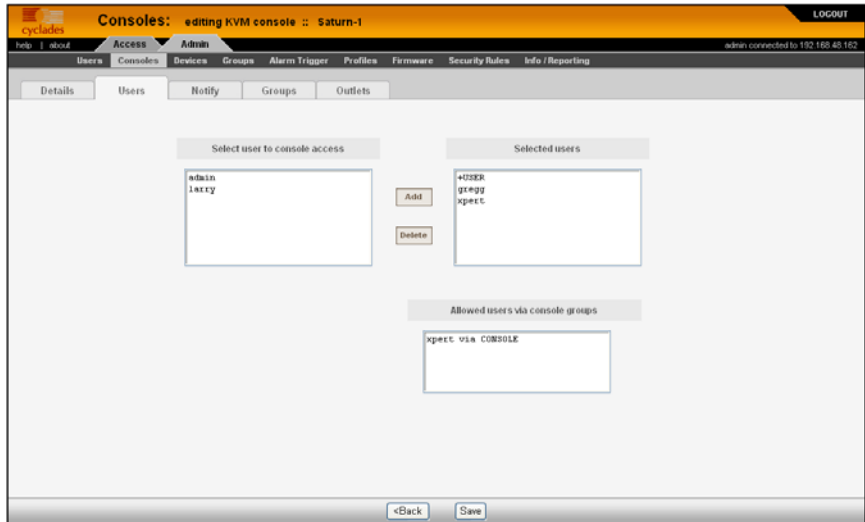 LOGOUT
Consoles: editing KVM console :: Saturn-1
cyclades
help | about Access Admin admin connected to 192.168.48.162
Users Consoles Devices Groups Alarm Trigger Profiles Firmware Security Rules Info / Reporting
Details Users Notify Groups Outlets
Select user to console access Selected users
admin +USER
larry gregg
xpert
Add
Delete
Allowed users via console groups
xpert via CONSOLE
<Back Save